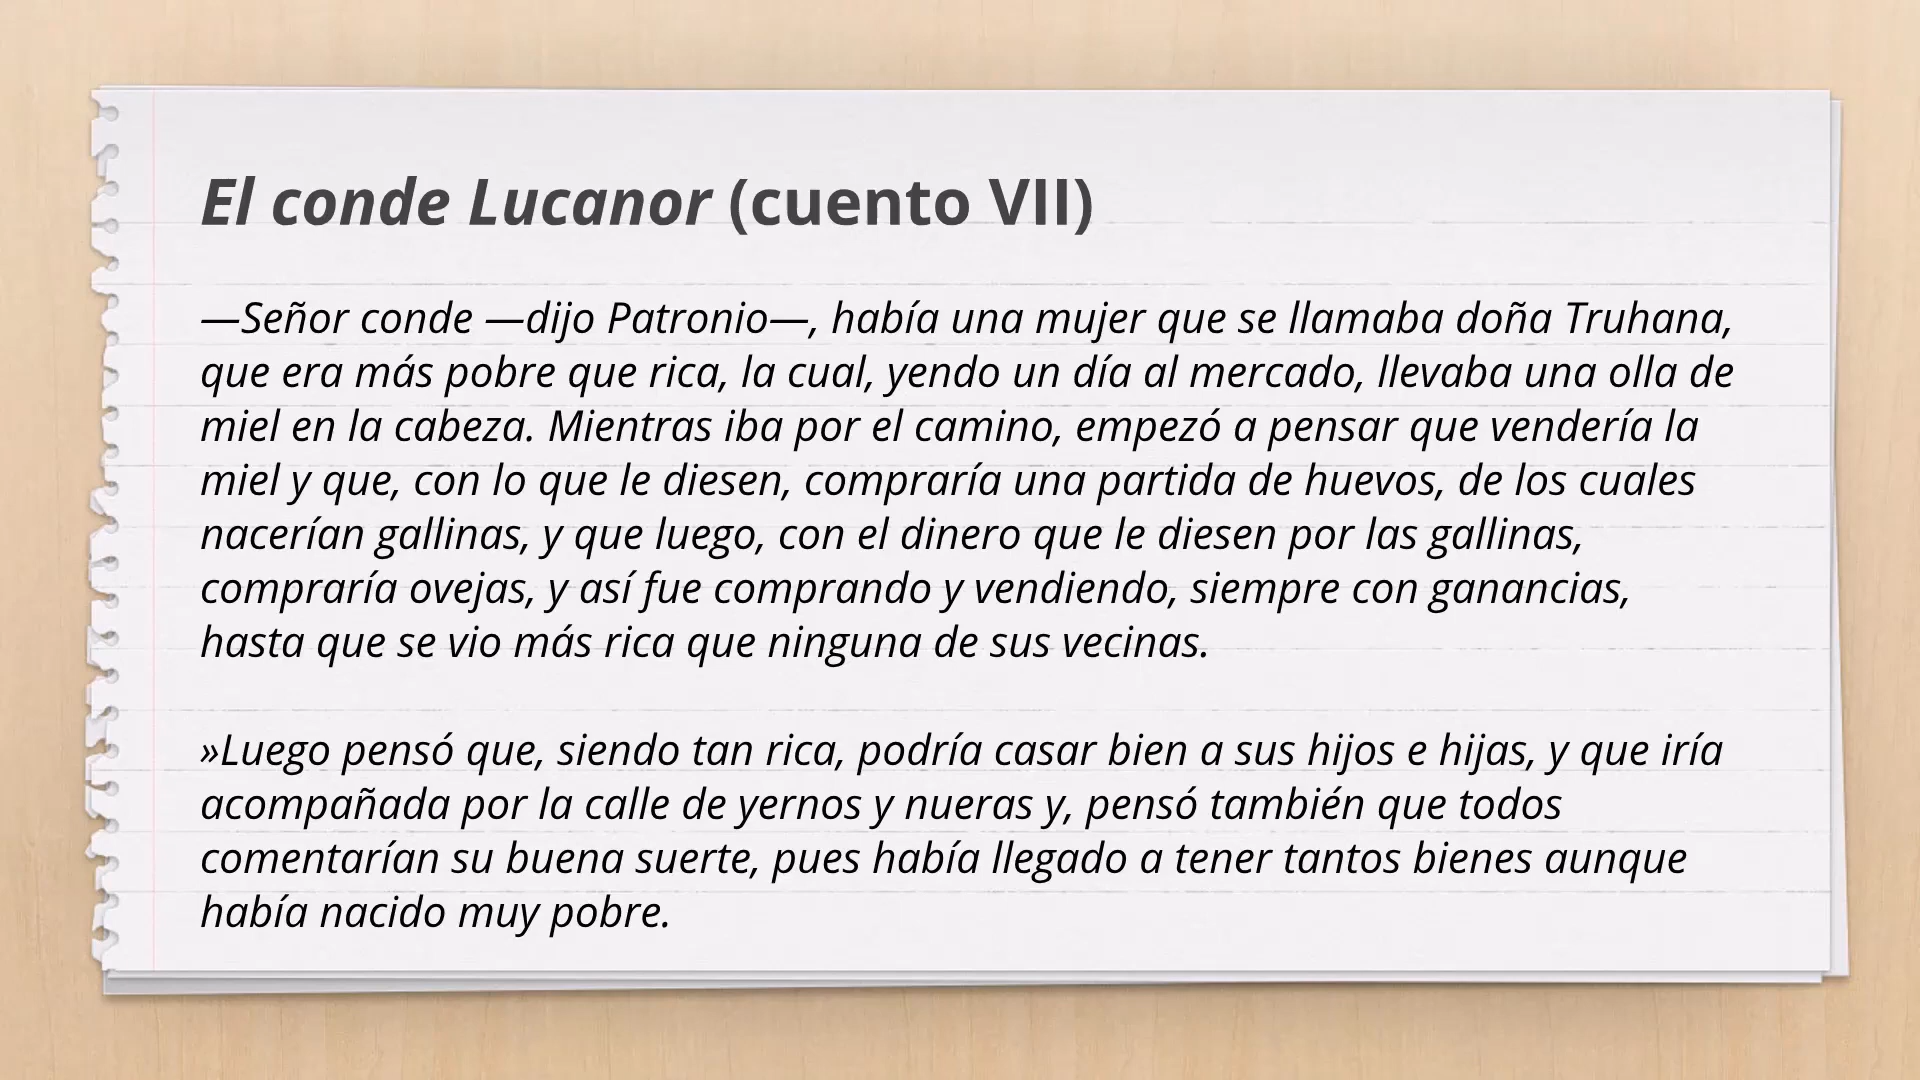 El conde Lucanor (cuento VII)
—Señor conde —dijo Patronio—, había una mujer que se llamaba doña Truhana,
que era más pobre que rica, la cual, yendo un día al mercado, llevaba una olla de
miel en la cabeza. Mientras iba por el camino, empezó a pensar que vendería la
miel y que, con lo que le diesen, compraría una partida de huevos, de los cuales
nacerían gallinas, y que luego, con el dinero que le diesen por las gallinas,
compraría ovejas, y así fue comprando y vendiendo, siempre con ganancias,
hasta que se vio más rica que ninguna de sus vecinas.
»Luego pensó que, siendo tan rica, podría casar bien a sus hijos e hijas, y que iría
acompañada por la calle de yernos y nueras y, pensó también que todos
comentarían su buena suerte, pues había llegado a tener tantos bienes aunque
había nacido muy pobre.